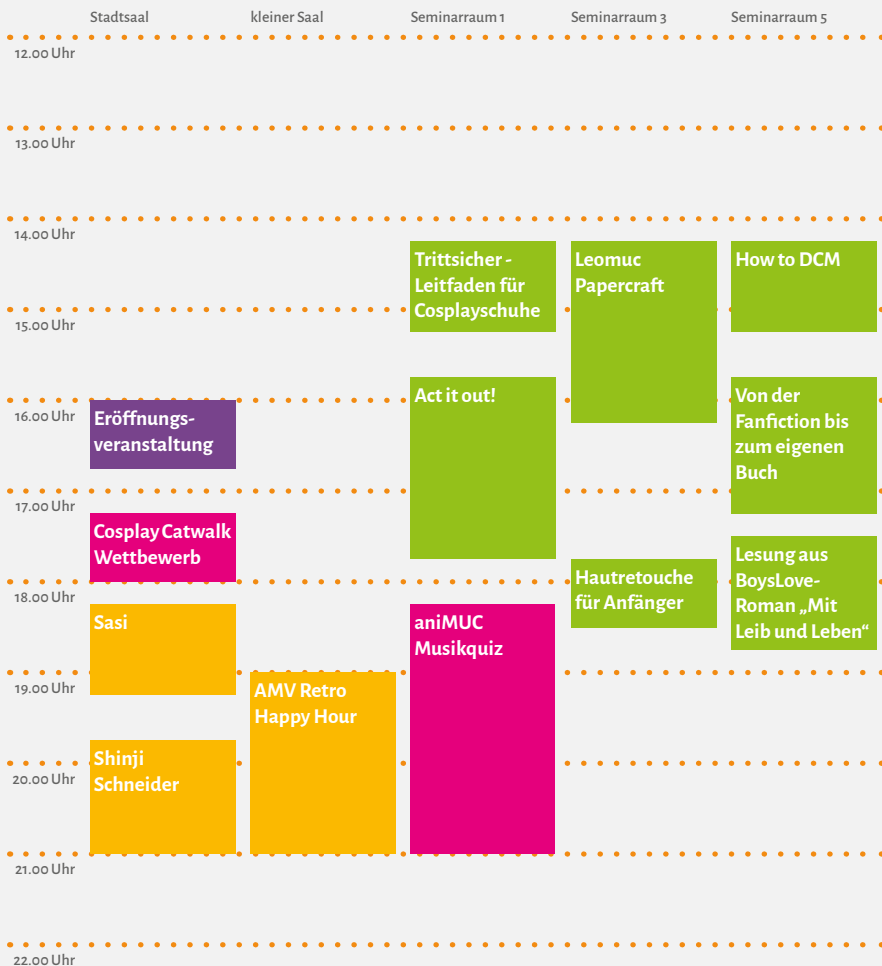 Stadtsaal
kleiner Saal
Seminarraum 1
Seminarraum 3
Seminarraum 5
12.00 Uhr
13.00 Uhr
14.00 Uhr
Trittsicher -
Leitfaden für
Cosplayschuhe
Leomuc
Papercraft
How to DCM
15.00 Uhr
Act it out!
Von der
Fanfiction bis
zum eigenen
Buch
16.00 Uhr
Eröffnungs-
veranstaltung
17.00 Uhr
Cosplay Catwalk
Wettbewerb
Lesung aus
BoysLove-
Roman „Mit
Leib und Leben“
Hautretouche
für Anfänger
18.00 Uhr
Sasi
aniMUC
Musikquiz
19.00 Uhr
AMV Retro
Happy Hour
Shinji
Schneider
20.00 Uhr
21.00 Uhr
22.00 Uhr